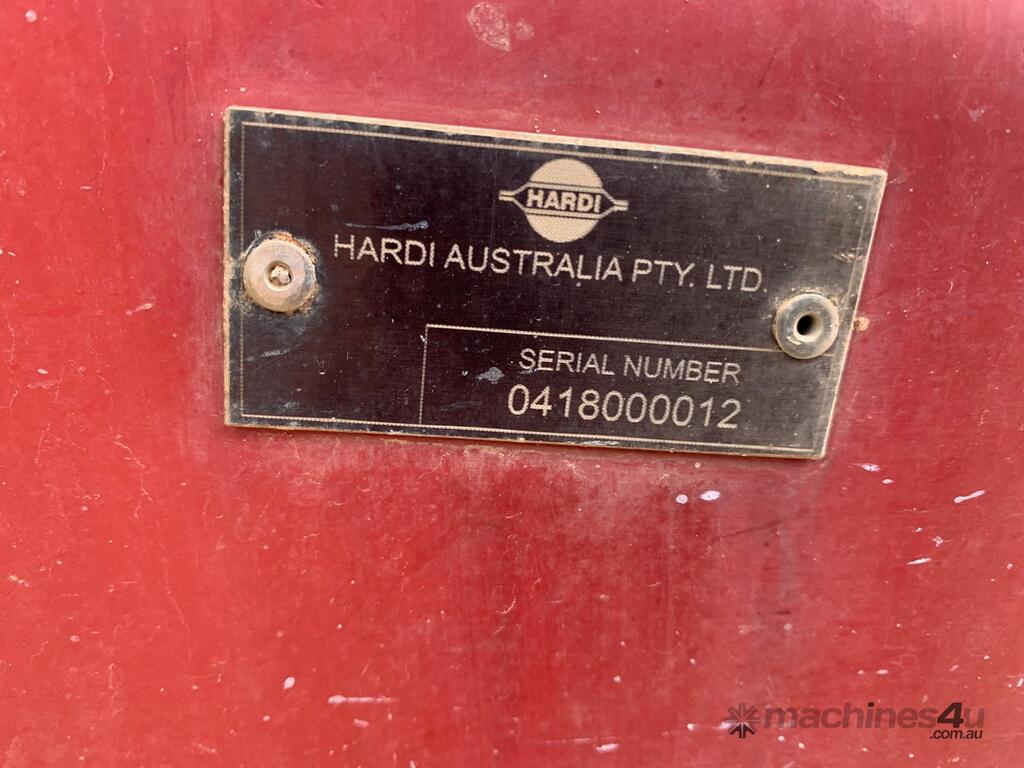 HARDI
HARDI AUSTRALIA PTY. LTD.
SERIAL NUMBER
0418000012
machines4u
.com.au